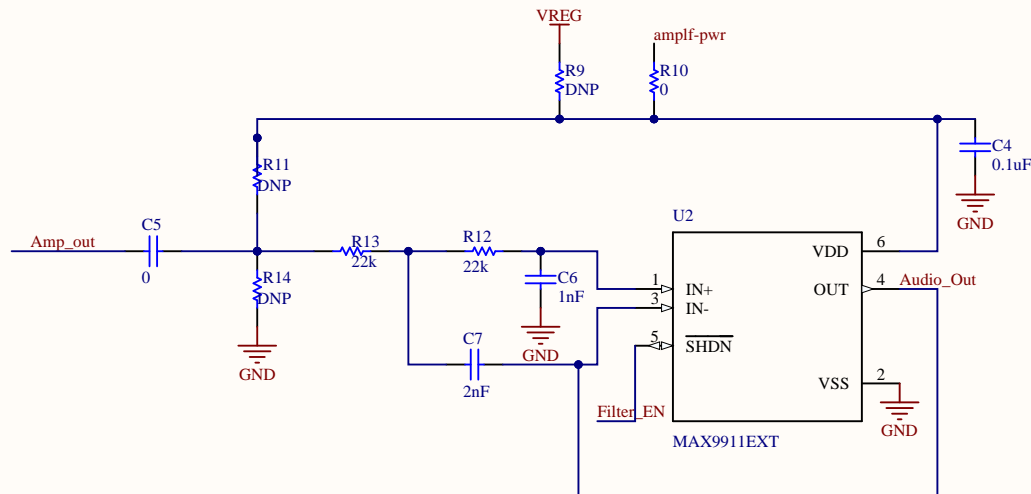 VREG
amplf-pwr
R9
DNP
R10
0
C4
0.1uF
GND
R11
DNP
U2
C5
Amp_out
0
R13
22k
R12
22k
VDD
6
R14
DNP
C6
1nF
1
IN+
OUT
4
Audio_Out
3
IN-
GND
C7
2nF
GND
5
SHDN
VSS
2
Filter_EN
GND
MAX9911EXT